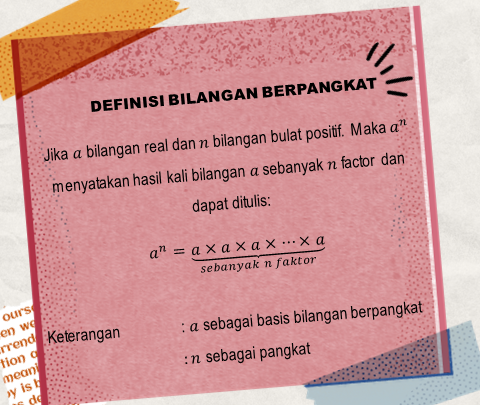 DEFINISI BILANGAN BERPANGKAT
Jika a bilangan real dan n bilangan bulat positif. Maka aⁿ
menyatakan hasil kali bilangan a sebanyak n factor dan
dapat ditulis:
aⁿ = a × a × a × ⋯ × a
sebanyak n faktor
Keterangan : a sebagai basis bilangan berpangkat
: n sebagai pangkat